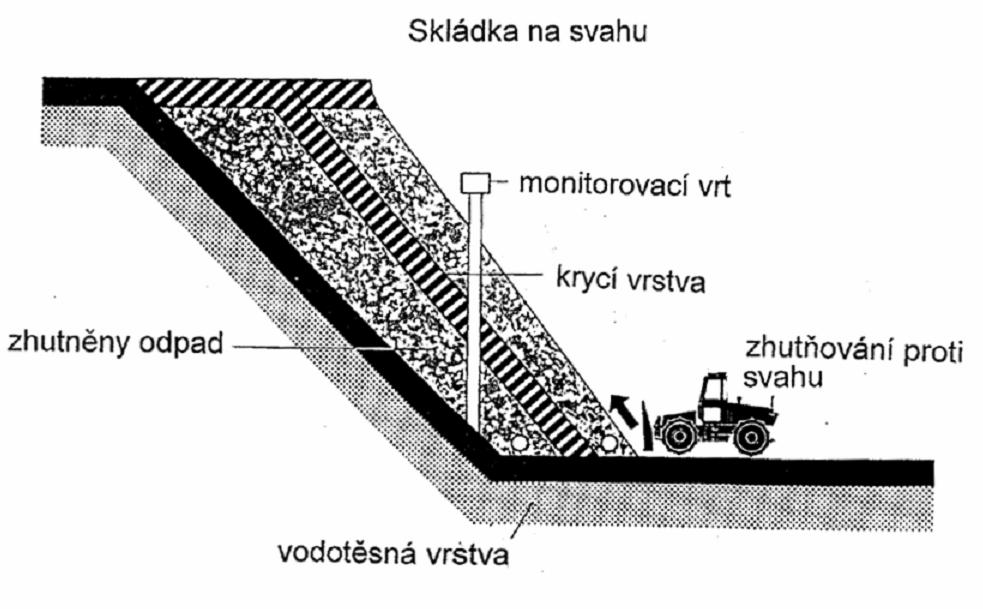 Skládka na svahu
monitorovací vrt
krycí vrstva
zhutněny odpad
zhutňování proti
svahu
vodotěsná vrstva